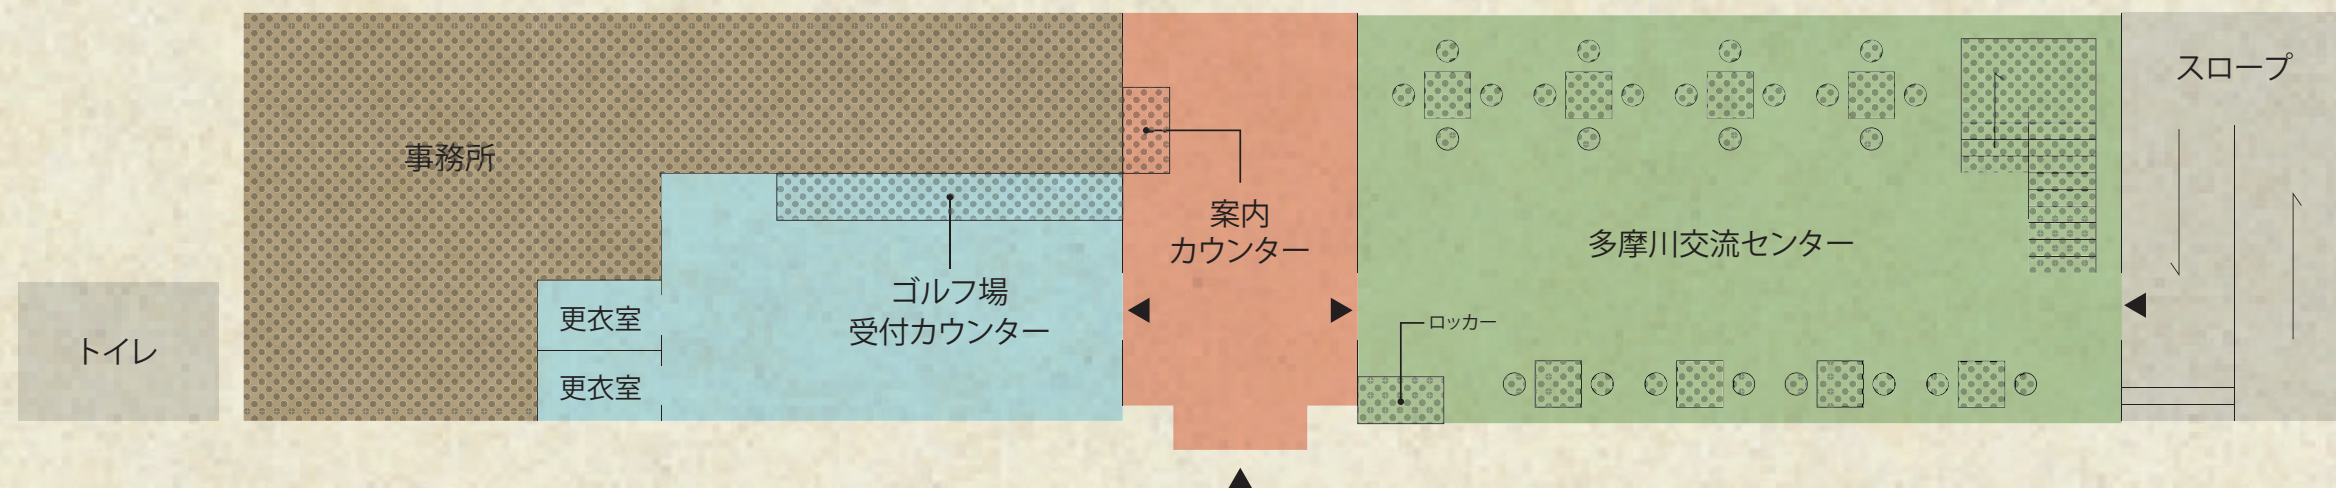 トイレ
事務所
更衣室
更衣室
ゴルフ場
受付カウンター
案内
カウンター
多摩川交流センター
ロッカー
スロープ